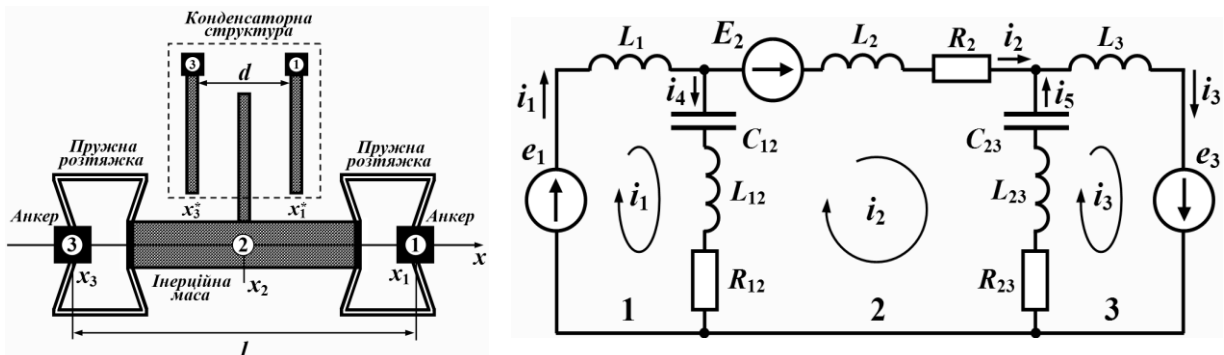 Конденсаторна
структура
3
d
1
Пружна
розтяжка
Пружна
розтяжка
x₃*
x₁*
Анкер
Анкер
3
2
1
x₃
Інерційна
маса
x₂
x₁
x
l
L₁
E₂
L₂
R₂
i₂
L₃
i₁
i₄
i₅
i₃
C₁₂
C₂₃
e₁
e₃
i₁
L₁₂
i₂
L₂₃
i₃
R₁₂
R₂₃
1
2
3